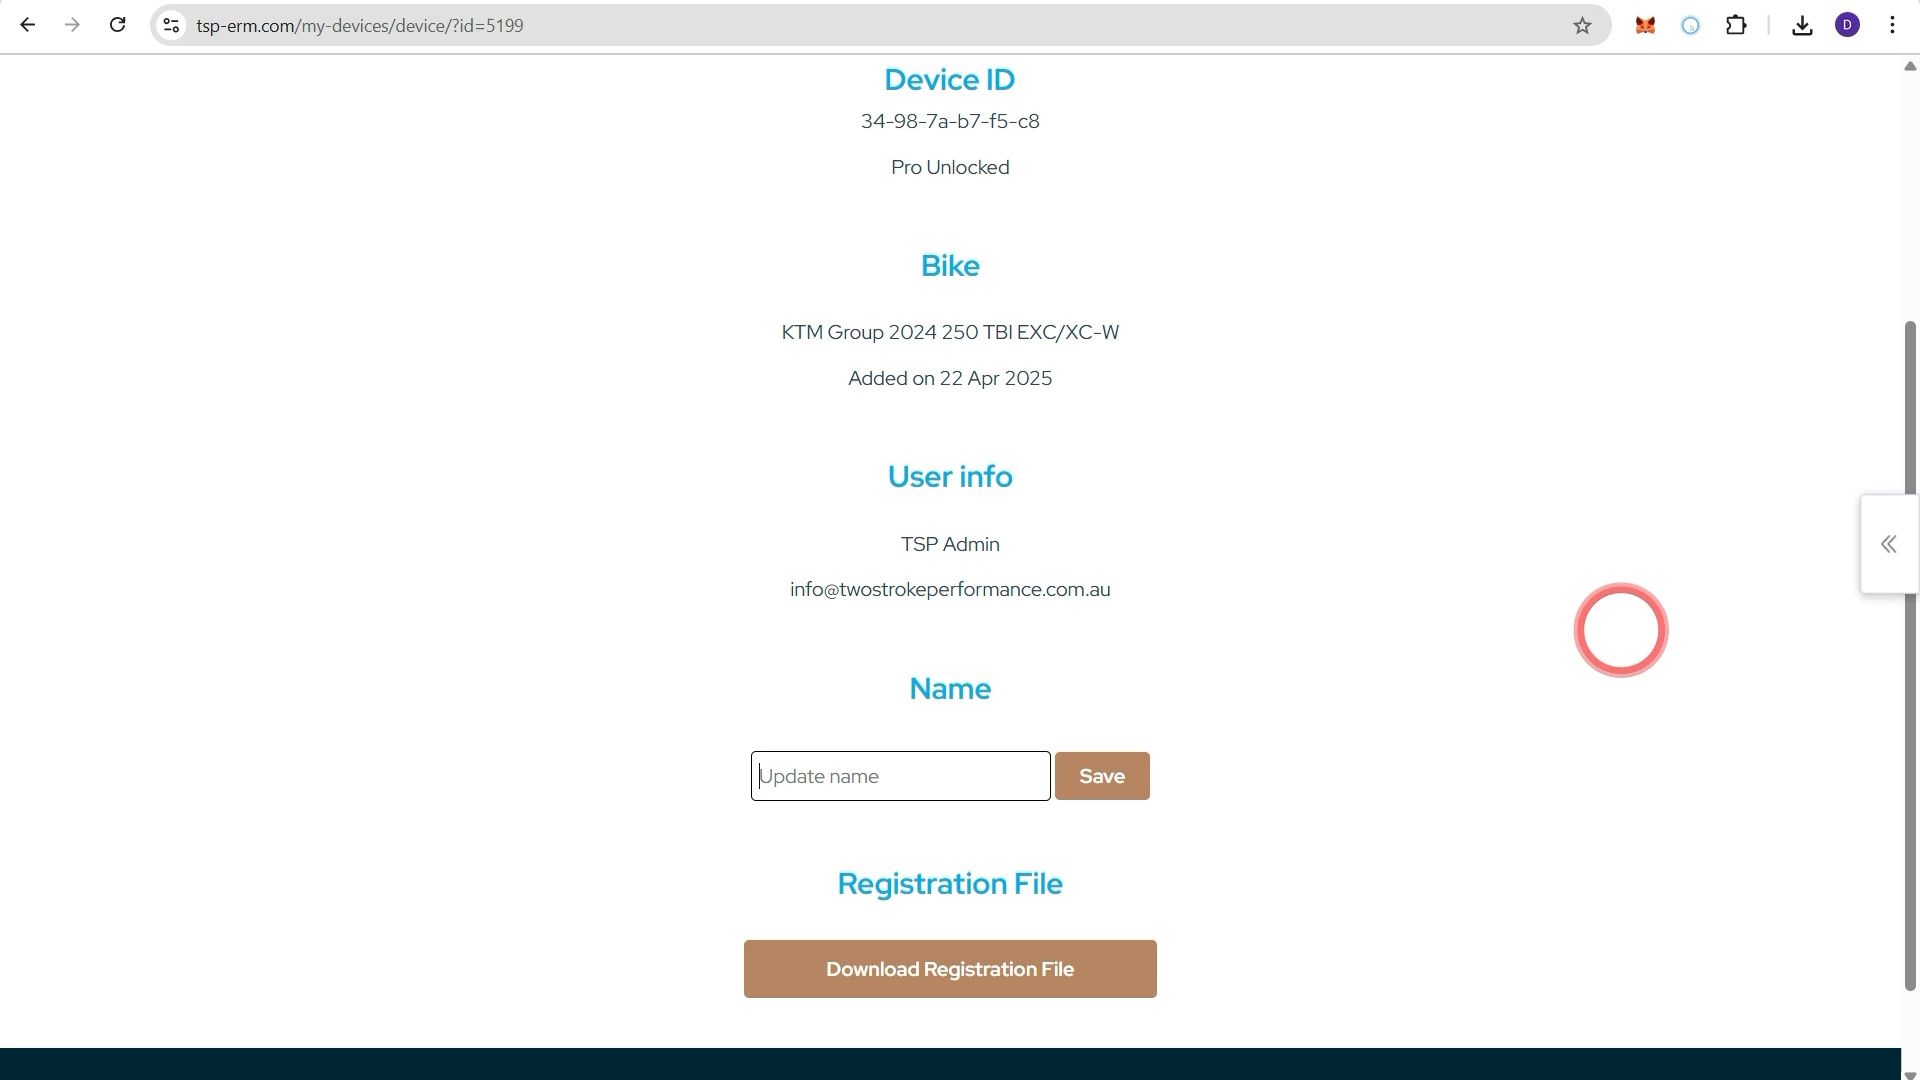 tsp-erm.com/my-devices/device/?id=5199
D
Device ID
34-98-7a-b7-f5-c8
Pro Unlocked
Bike
KTM Group 2024 250 TBI EXC/XC-W
Added on 22 Apr 2025
User info
TSP Admin
info@twostrokeperformance.com.au
Name
Update name
Save
Registration File
Download Registration File